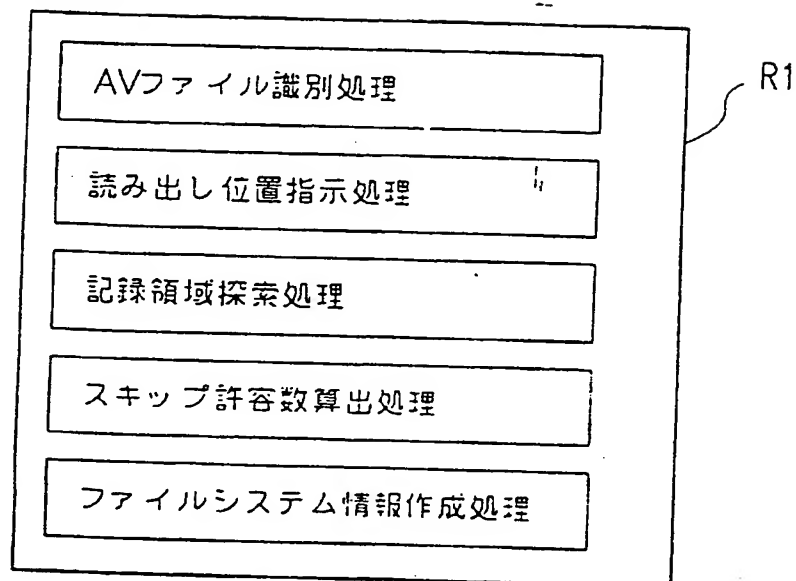 AVファイル識別処理
R1
読み出し位置指示処理
記録領域探索処理
スキップ許容数算出処理
ファイルシステム情報作成処理